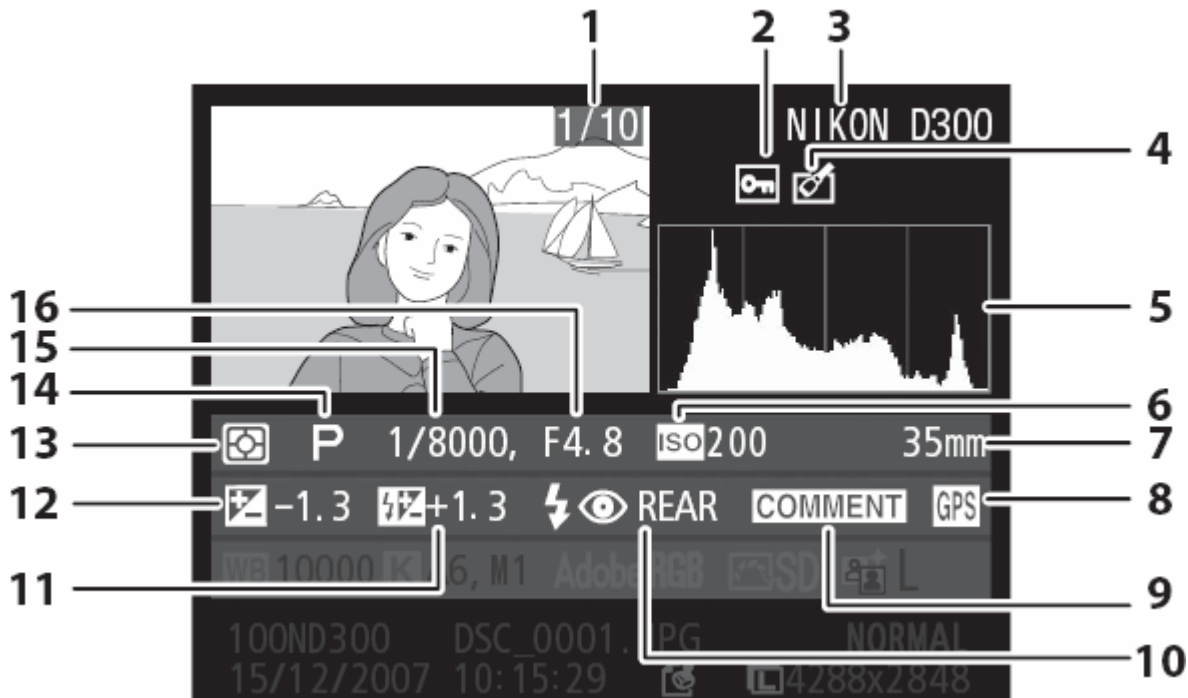 1 2 3
1/10
NIKON D300
4
5
16
15
14
13
6
7
P 1/8000, F4.8 ISO200 35mm
12
-1.3 +1.3 REAR COMMENT GPS
8
WB 10000 K 6, M1 AdobeRGB SD L
11
9
100ND300 DSC_0001.JPG NORMAL
10
15/12/2007 10:15:29 L 4288x2848